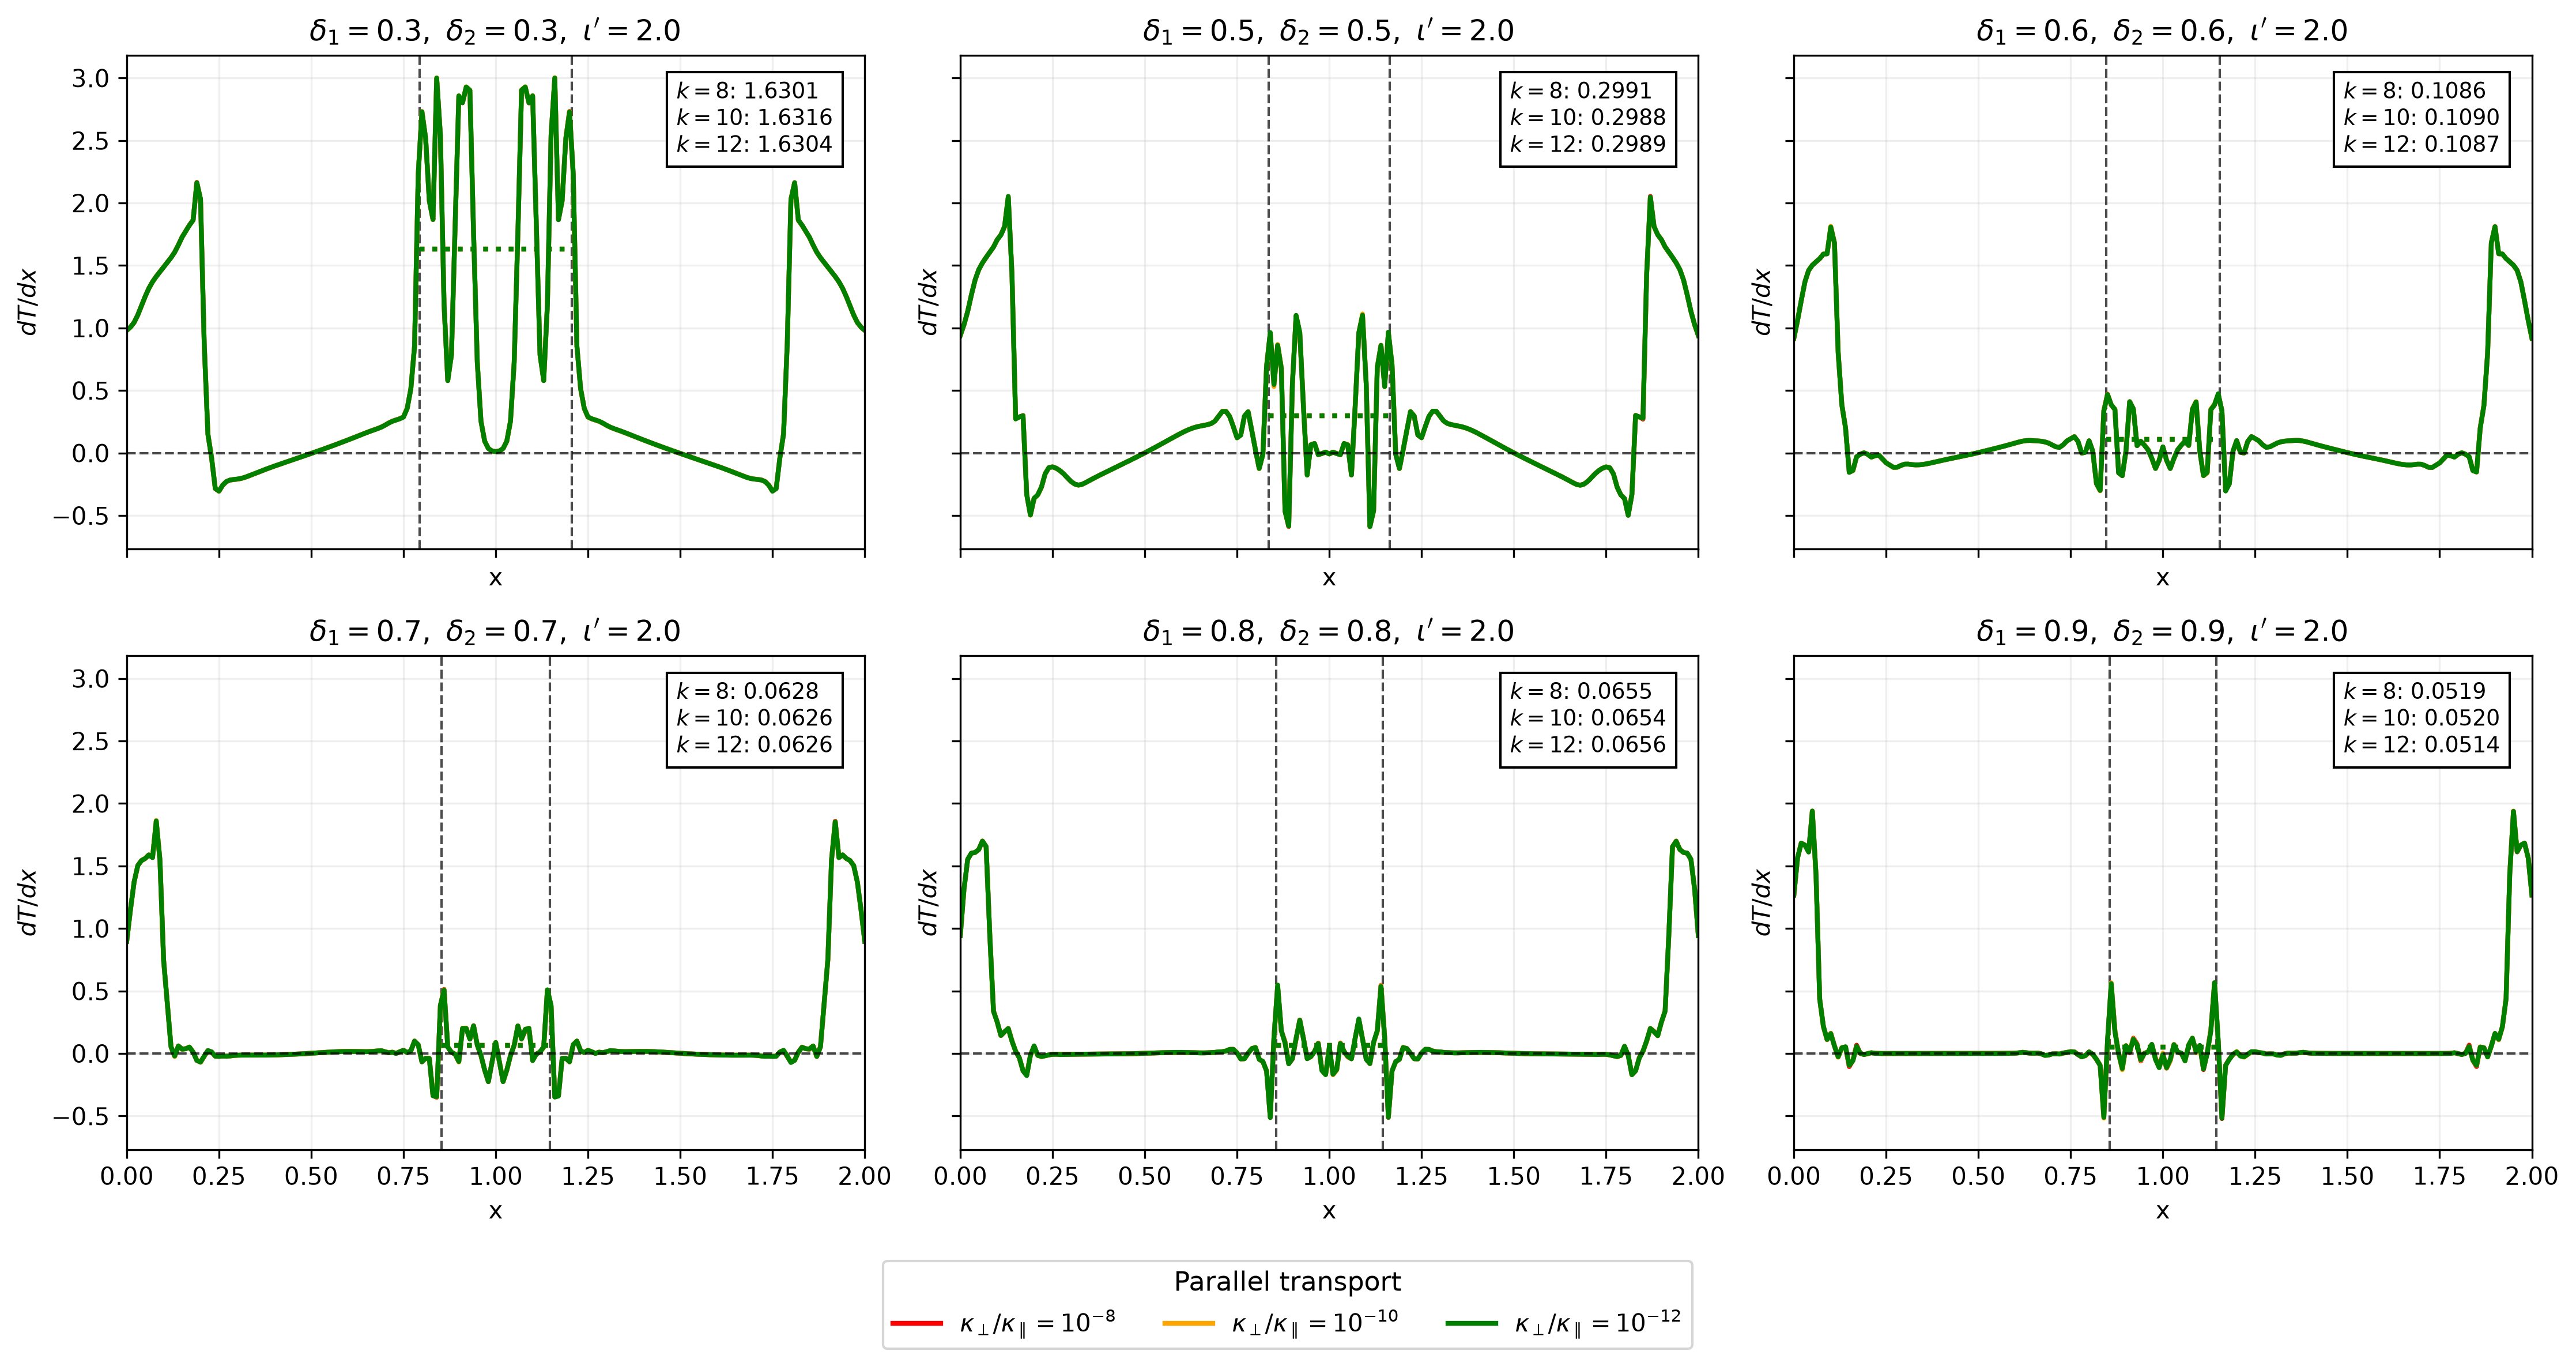 δ₁ = 0.3, δ₂ = 0.3, ι′ = 2.0
k = 8: 1.6301
k = 10: 1.6316
k = 12: 1.6304
3.0
2.5
2.0
1.5
1.0
0.5
0.0
−0.5
dT/dx
x
δ₁ = 0.5, δ₂ = 0.5, ι′ = 2.0
k = 8: 0.2991
k = 10: 0.2988
k = 12: 0.2989
dT/dx
x
δ₁ = 0.6, δ₂ = 0.6, ι′ = 2.0
k = 8: 0.1086
k = 10: 0.1090
k = 12: 0.1087
dT/dx
x
δ₁ = 0.7, δ₂ = 0.7, ι′ = 2.0
k = 8: 0.0628
k = 10: 0.0626
k = 12: 0.0626
3.0
2.5
2.0
1.5
1.0
0.5
0.0
−0.5
dT/dx
0.00 0.25 0.50 0.75 1.00 1.25 1.50 1.75 2.00
x
δ₁ = 0.8, δ₂ = 0.8, ι′ = 2.0
k = 8: 0.0655
k = 10: 0.0654
k = 12: 0.0656
dT/dx
0.00 0.25 0.50 0.75 1.00 1.25 1.50 1.75 2.00
x
δ₁ = 0.9, δ₂ = 0.9, ι′ = 2.0
k = 8: 0.0519
k = 10: 0.0520
k = 12: 0.0514
dT/dx
0.00 0.25 0.50 0.75 1.00 1.25 1.50 1.75 2.00
x
Parallel transport
κ⊥/κ∥ = 10⁻⁸ κ⊥/κ∥ = 10⁻¹⁰ κ⊥/κ∥ = 10⁻¹²